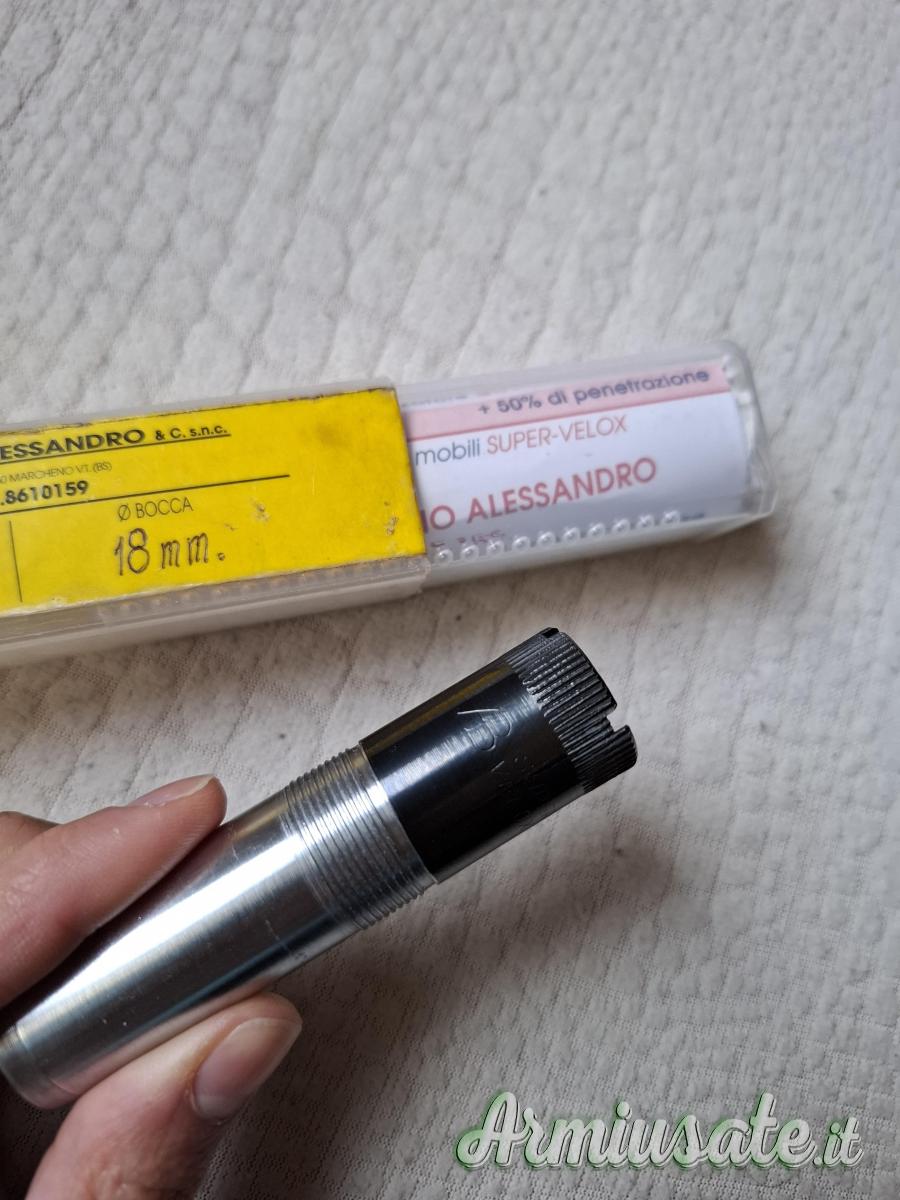 + 50% di penetrazione
mobili SUPER-VELOX
IO ALESSANDRO
ESSANDRO & C. s.n.c.
MARCHENO V.T. (BS)
.8610159
Ø BOCCA
18 mm.
B
Armiusate.it